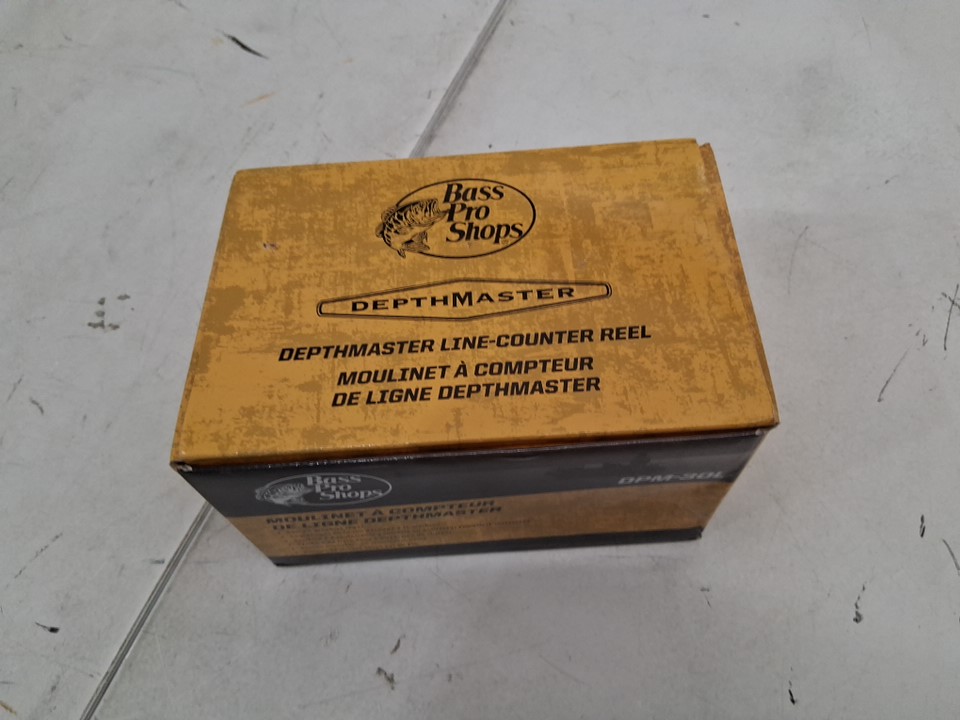 Bass
Pro
Shops
DEPTHMASTER
DEPTHMASTER LINE-COUNTER REEL
MOULINET À COMPTEUR
DE LIGNE DEPTHMASTER
Bass
Pro
Shops
DPM-30L
MOULINET À COMPTEUR
DE LIGNE DEPTHMASTER